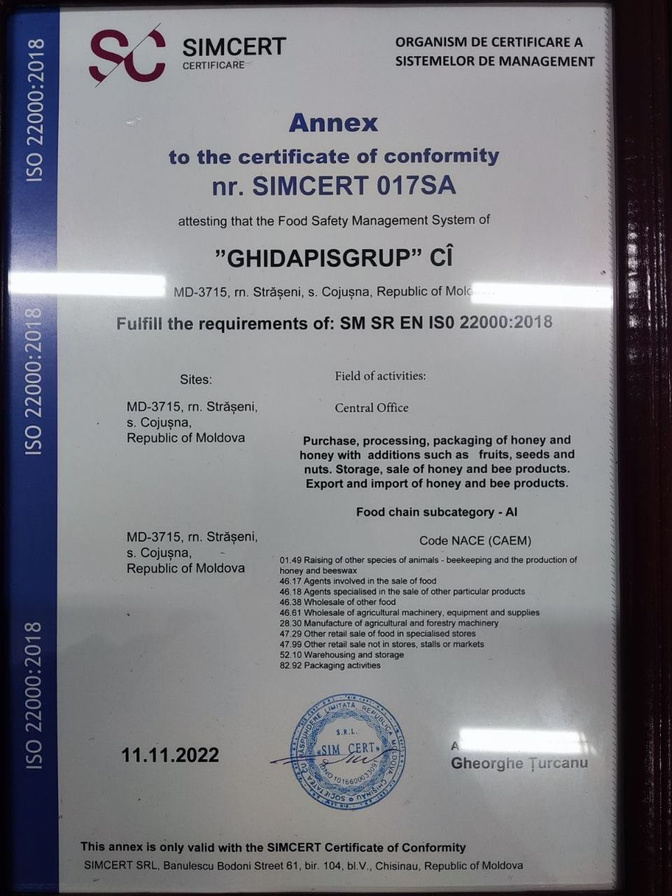 ISO 22000:2018
ISO 22000:2018
ISO 22000:2018
SC
SIMCERT
CERTIFICARE
ORGANISM DE CERTIFICARE A
SISTEMELOR DE MANAGEMENT
Annex
to the certificate of conformity
nr. SIMCERT 017SA
attesting that the Food Safety Management System of
”GHIDAPISGRUP” CÎ
MD-3715, rn. Strășeni, s. Cojușna, Republic of
Fulfill the requirements of: SM SR EN IS0 22000:2018
Sites:
Field of activities:
MD-3715, rn. Strășeni,
s. Cojușna,
Republic of Moldova
Central Office
Purchase, processing, packaging of honey and
honey with additions such as fruits, seeds and
nuts. Storage, sale of honey and bee products.
Export and import of honey and bee products.
Food chain subcategory - AI
MD-3715, rn. Strășeni,
s. Cojușna,
Republic of Moldova
Code NACE (CAEM)
01.49 Raising of other species of animals - beekeeping and the production of
honey and beeswax
46.17 Agents involved in the sale of food
46.18 Agents specialised in the sale of other particular products
46.38 Wholesale of other food
46.61 Wholesale of agricultural machinery, equipment and supplies
28.30 Manufacture of agricultural and forestry machinery
47.29 Other retail sale of food in specialised stores
47.99 Other retail sale not in stores, stalls or markets
52.10 Warehousing and storage
82.92 Packaging activities
S.R.L.
«SIM CERT»
11.11.2022
Gheorghe Țurcanu
This annex is only valid with the SIMCERT Certificate of Conformity
SIMCERT SRL, Banulescu Bodoni Street 61, bir. 104, bl.V., Chisinau, Republic of Moldova